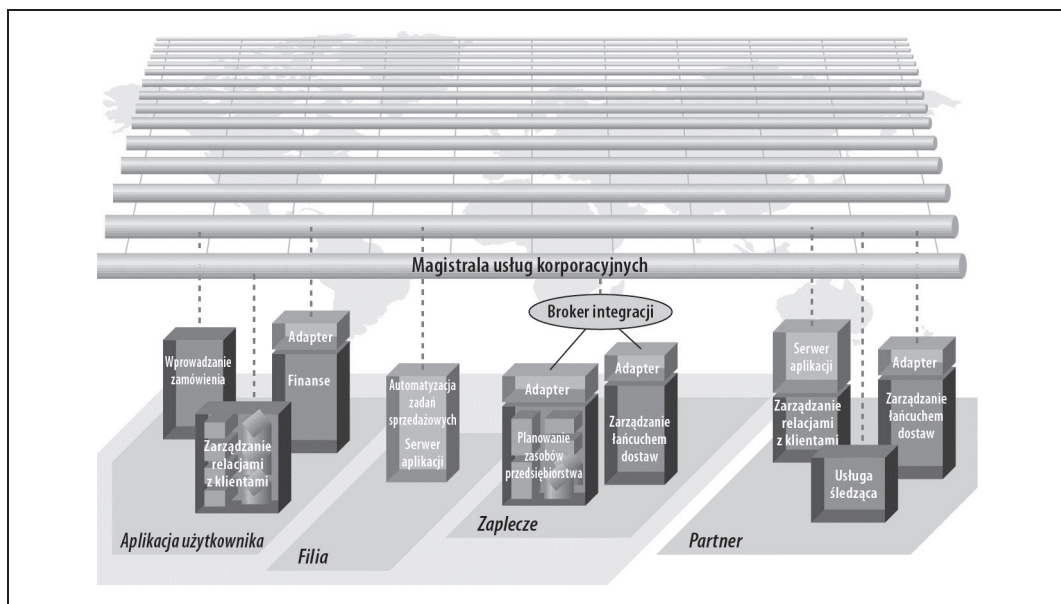 Magistrala usług korporacyjnych
Broker integracji
Wprowadzanie
zamówienia
Adapter
Finanse
Zarządzanie
relacjami
z klientami
Automatyzacja
zadań
sprzedażowych
Serwer
aplikacji
Adapter
Planowanie
zasobów
przedsiębiorstwa
Adapter
Zarządzanie
łańcuchem
dostaw
Serwer
aplikacji
Zarządzanie
relacjami
z klientami
Usługa
śledząca
Adapter
Zarządzanie
łańcuchem
dostaw
Aplikacja użytkownika
Filia
Zaplecze
Partner